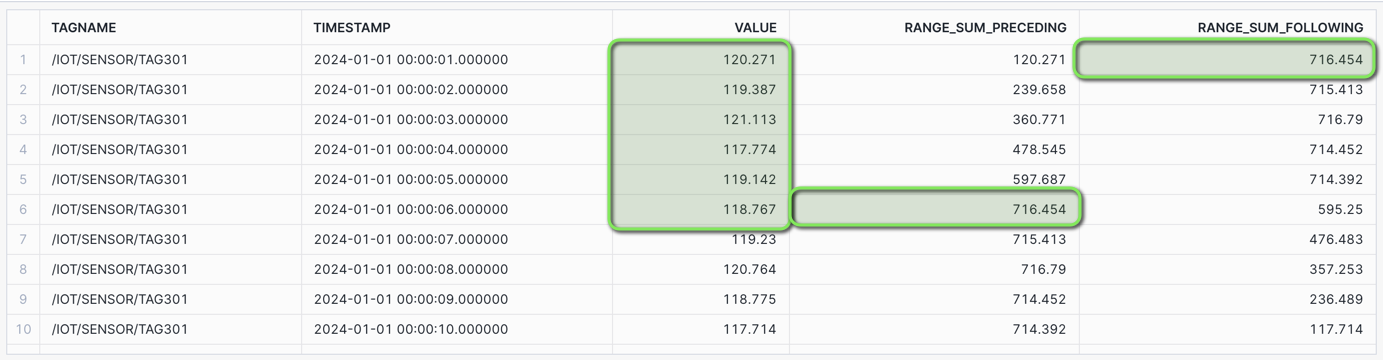 TAGNAME TIMESTAMP VALUE RANGE_SUM_PRECEDING RANGE_SUM_FOLLOWING
1 /IOT/SENSOR/TAG301 2024-01-01 00:00:01.000000 120.271 120.271 716.454
2 /IOT/SENSOR/TAG301 2024-01-01 00:00:02.000000 119.387 239.658 715.413
3 /IOT/SENSOR/TAG301 2024-01-01 00:00:03.000000 121.113 360.771 716.79
4 /IOT/SENSOR/TAG301 2024-01-01 00:00:04.000000 117.774 478.545 714.452
5 /IOT/SENSOR/TAG301 2024-01-01 00:00:05.000000 119.142 597.687 714.392
6 /IOT/SENSOR/TAG301 2024-01-01 00:00:06.000000 118.767 716.454 595.25
7 /IOT/SENSOR/TAG301 2024-01-01 00:00:07.000000 119.23 715.413 476.483
8 /IOT/SENSOR/TAG301 2024-01-01 00:00:08.000000 120.764 716.79 357.253
9 /IOT/SENSOR/TAG301 2024-01-01 00:00:09.000000 118.775 714.452 236.489
10 /IOT/SENSOR/TAG301 2024-01-01 00:00:10.000000 117.714 714.392 117.714